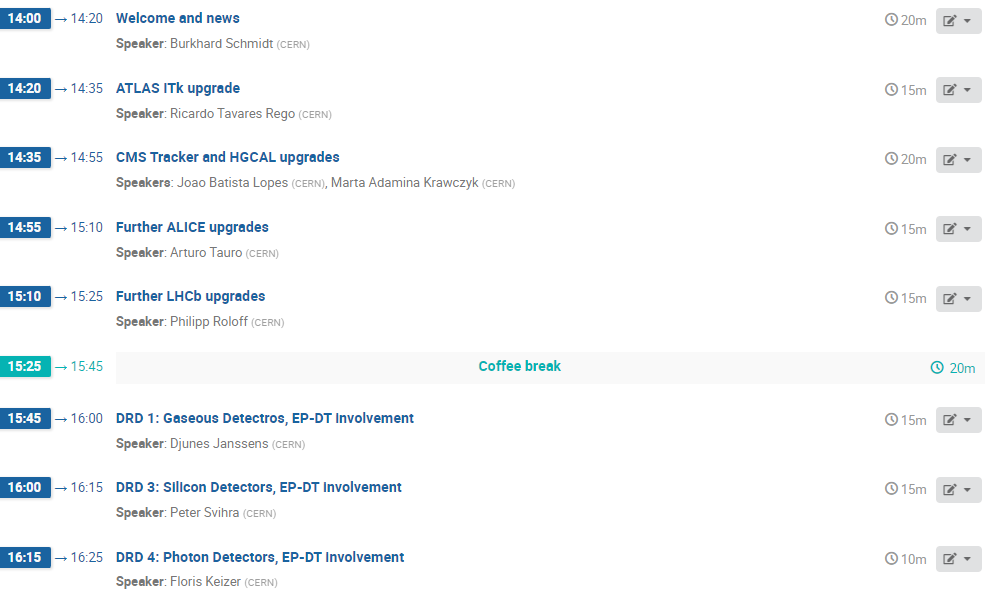 14:00 → 14:20 Welcome and news 20m
Speaker: Burkhard Schmidt (CERN)
14:20 → 14:35 ATLAS ITk upgrade 15m
Speaker: Ricardo Tavares Rego (CERN)
14:35 → 14:55 CMS Tracker and HGCAL upgrades 20m
Speakers: Joao Batista Lopes (CERN), Marta Adamina Krawczyk (CERN)
14:55 → 15:10 Further ALICE upgrades 15m
Speaker: Arturo Tauro (CERN)
15:10 → 15:25 Further LHCb upgrades 15m
Speaker: Philipp Roloff (CERN)
15:25 → 15:45 Coffee break 20m
15:45 → 16:00 DRD 1: Gaseous Detectros, EP-DT Involvement 15m
Speaker: Djunes Janssens (CERN)
16:00 → 16:15 DRD 3: Silicon Detectors, EP-DT Involvement 15m
Speaker: Peter Svihra (CERN)
16:15 → 16:25 DRD 4: Photon Detectors, EP-DT Involvement 10m
Speaker: Floris Keizer (CERN)